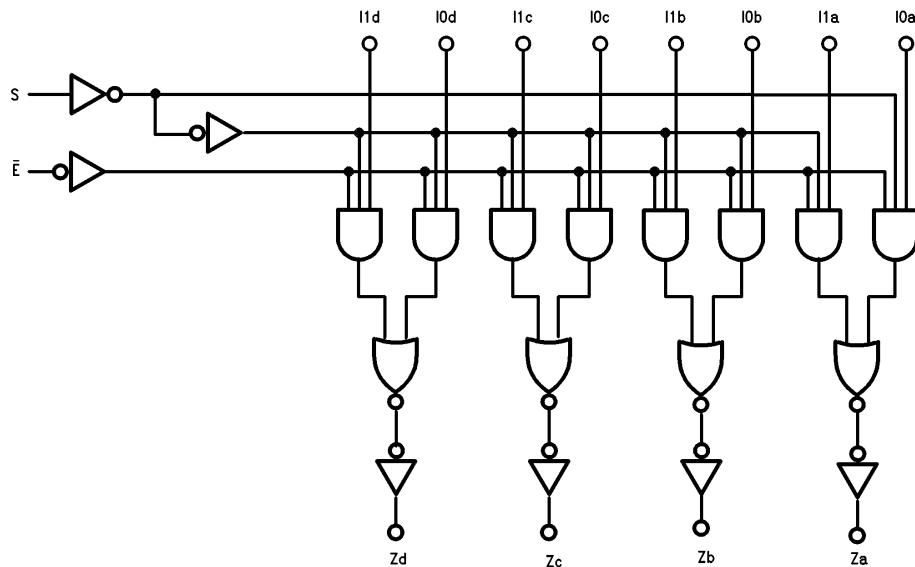 I1d I0d I1c I0c I1b I0b I1a I0a
S
E̅
Zd Zc Zb Za